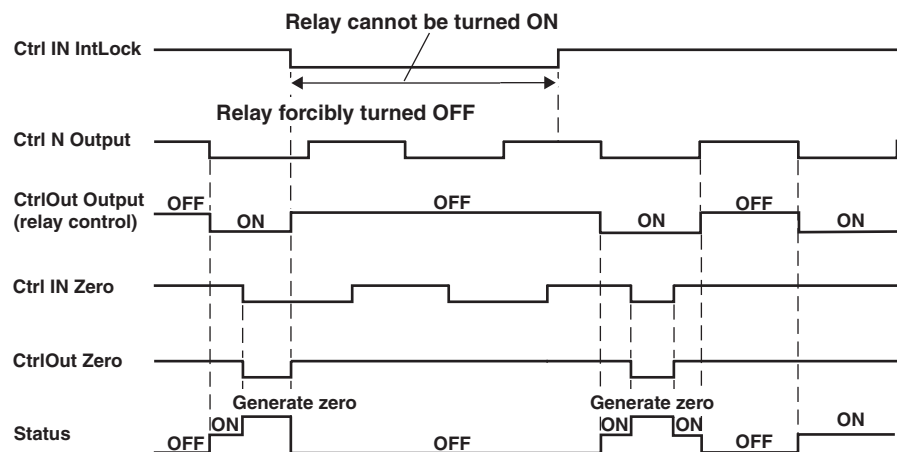 Relay cannot be turned ON
Ctrl IN IntLock
Relay forcibly turned OFF
Ctrl N Output
CtrlOut Output
(relay control)
OFF
ON
OFF
ON
OFF
ON
Ctrl IN Zero
CtrlOut Zero
Generate zero
Generate zero
Status
OFF
ON
OFF
ON
ON
OFF
ON